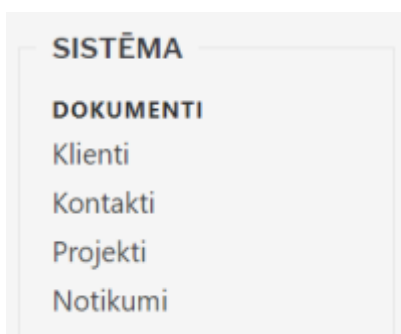 SISTĒMA
DOKUMENTI
Klienti
Kontakti
Projekti
Notikumi